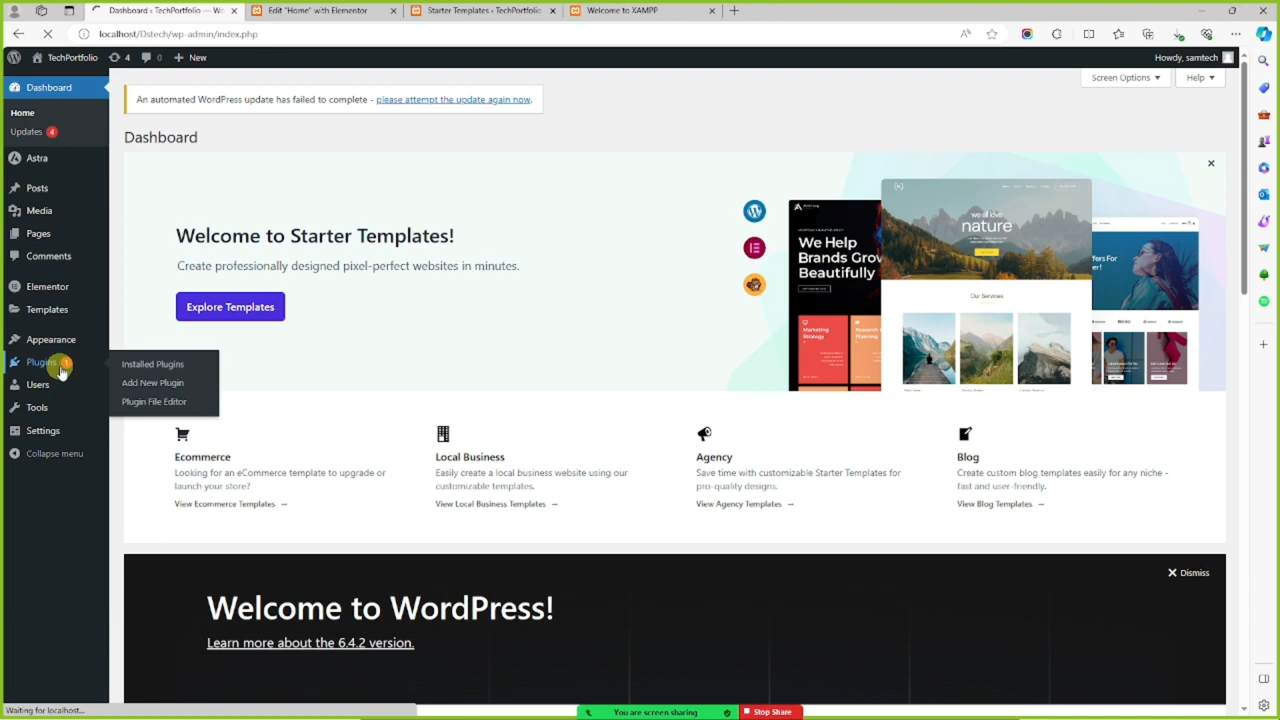 Dashboard ‹ TechPortfolio — Wo
Edit "Home" with Elementor
Starter Templates ‹ TechPortfolio
Welcome to XAMPP
localhost/Dstech/wp-admin/index.php
TechPortfolio
4
0
New
Howdy, samtech
Screen Options
Help
Dashboard
Home
Updates 4
Astra
Posts
Media
Pages
Comments
Elementor
Templates
Appearance
Plugins 1
Users
Tools
Settings
Collapse menu
Installed Plugins
Add New Plugin
Plugin File Editor
An automated WordPress update has failed to complete - please attempt the update again now.
Dashboard
Welcome to Starter Templates!
Create professionally designed pixel-perfect websites in minutes.
Explore Templates
We Help
Brands Grow
Beautifully
Marketing
Strategy
we all love
nature
Our Services
Ecommerce
Looking for an eCommerce template to upgrade or
launch your store?
View Ecommerce Templates →
Local Business
Easily create a local business website using our
customizable templates.
View Local Business Templates →
Agency
Save time with customizable Starter Templates for
pro-quality designs.
View Agency Templates →
Blog
Create custom blog templates easily for any niche -
fast and user-friendly.
View Blog Templates →
Dismiss
Welcome to WordPress!
Learn more about the 6.4.2 version.
Waiting for localhost...
You are screen sharing
Stop Share